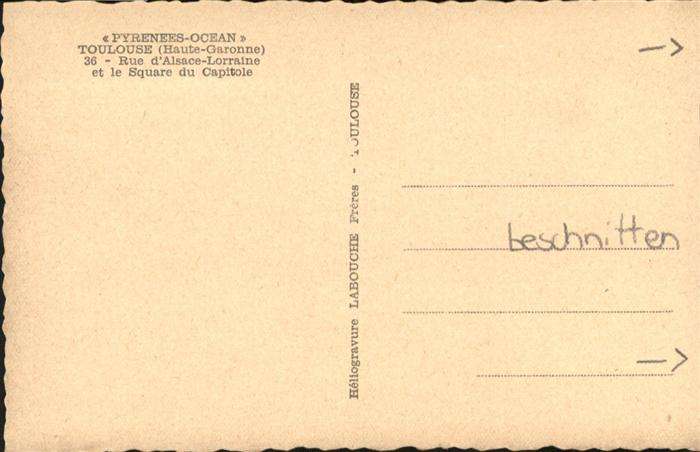 « PYRENEES-OCEAN »
TOULOUSE (Haute-Garonne)
36 - Rue d'Alsace-Lorraine
et le Square du Capitole
Héliogravure LABOUCHE Frères - TOULOUSE
beschnitten